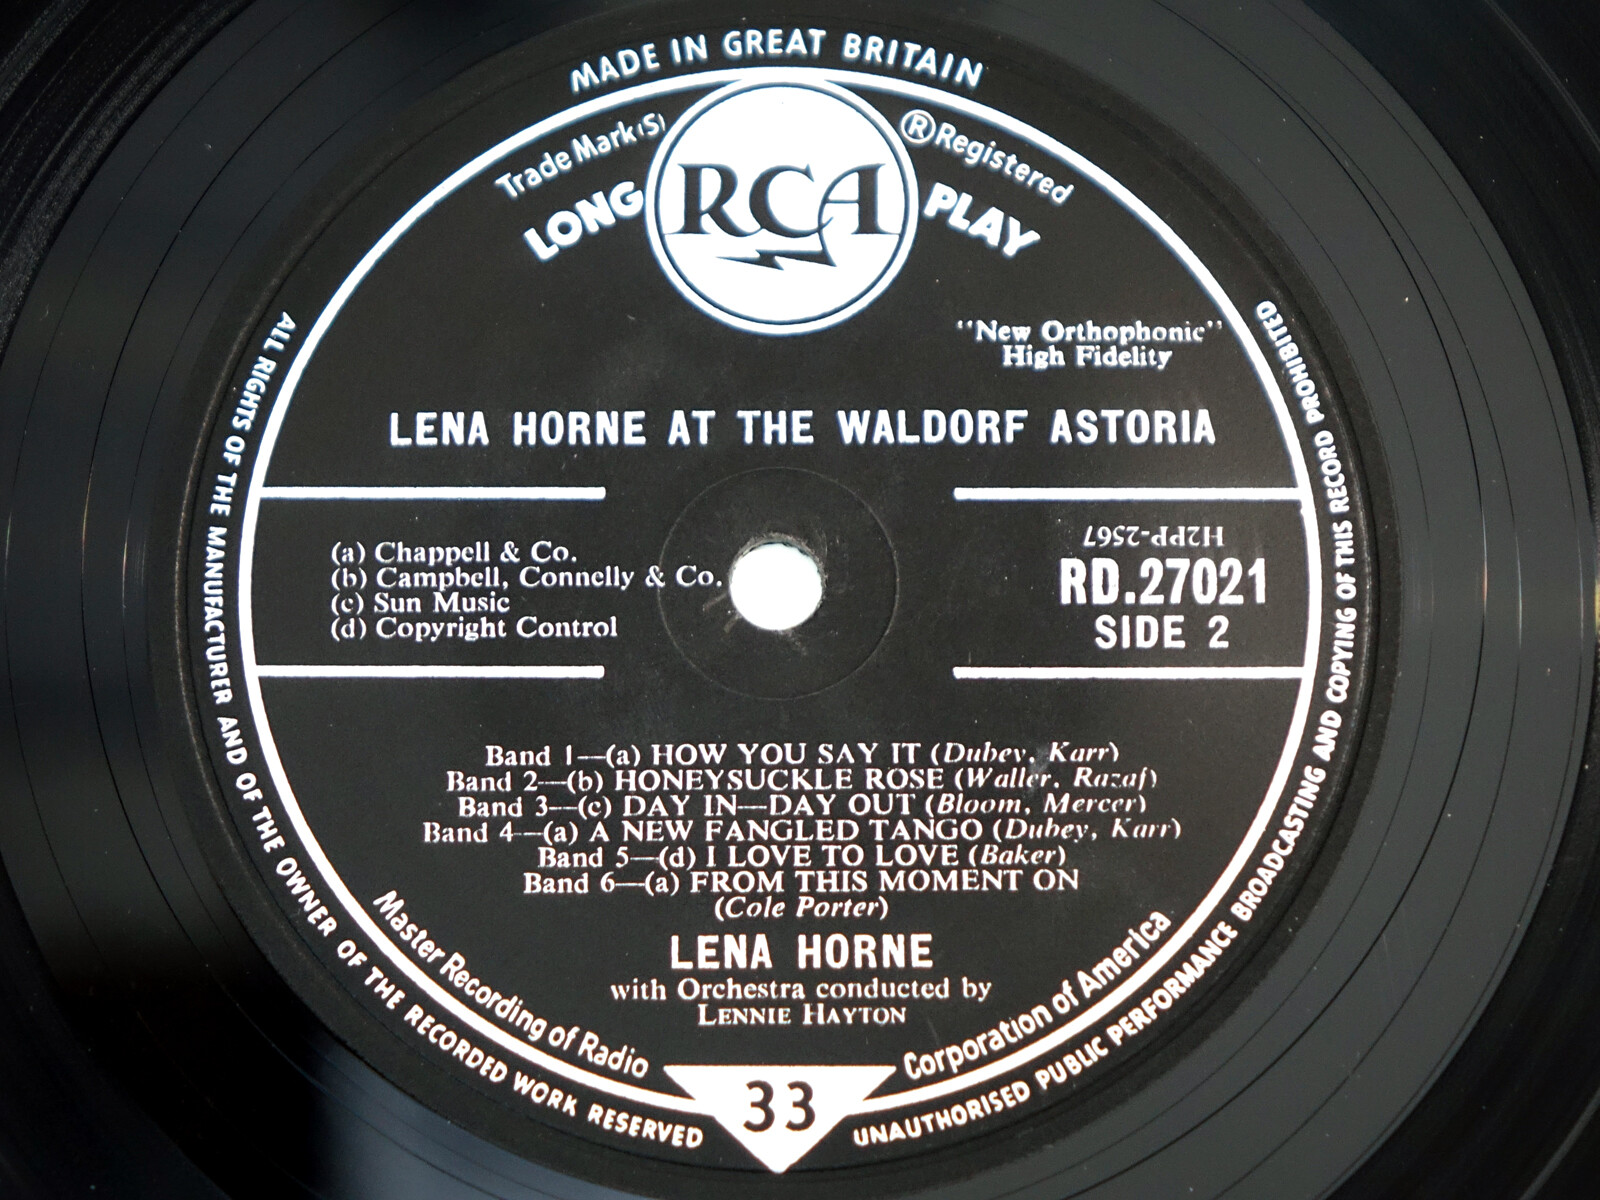 MADE IN GREAT BRITAIN
Trade Mark(S)
® Registered
LONG
RCA
PLAY
"New Orthophonic"
High Fidelity
LENA HORNE AT THE WALDORF ASTORIA
(a) Chappell & Co.
(b) Campbell, Connelly & Co.
(c) Sun Music
(d) Copyright Control
H2PP-2567
RD.27021
SIDE 2
Band 1—(a) HOW YOU SAY IT (Dubey, Karr)
Band 2—(b) HONEYSUCKLE ROSE (Waller, Razaf)
Band 3—(c) DAY IN—DAY OUT (Bloom, Mercer)
Band 4—(a) A NEW FANGLED TANGO (Dubey, Karr)
Band 5—(d) I LOVE TO LOVE (Baker)
Band 6—(a) FROM THIS MOMENT ON
(Cole Porter)
LENA HORNE
with Orchestra conducted by
LENNIE HAYTON
Master Recording of Radio Corporation of America
33
ALL RIGHTS OF THE MANUFACTURER AND OF THE OWNER OF THE RECORDED WORK RESERVED
UNAUTHORISED PUBLIC PERFORMANCE BROADCASTING AND COPYING OF THIS RECORD PROHIBITED